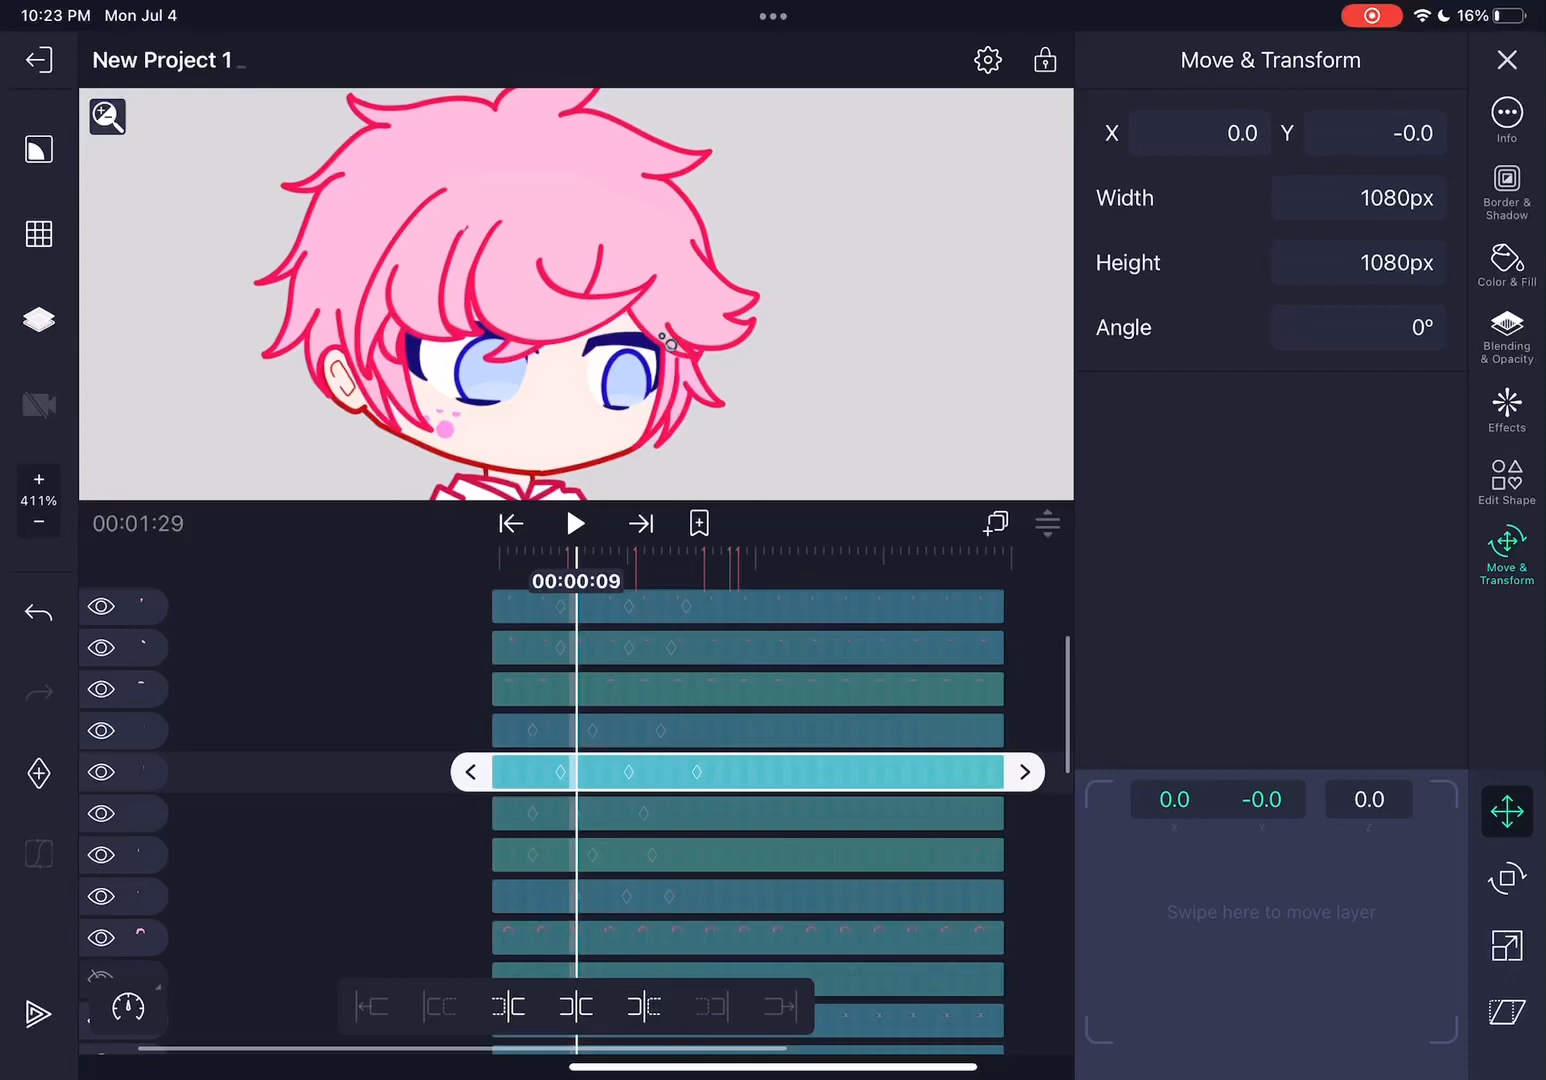 10:23 PM Mon Jul 4
16%
New Project 1
Move & Transform
X 0.0 Y -0.0
Width 1080px
Height 1080px
Angle 0°
Info
Border &
Shadow
Color & Fill
Blending
& Opacity
Effects
Edit Shape
Move &
Transform
+
411%
−
00:01:29
00:00:09
0.0 -0.0 0.0
X Y Z
Swipe here to move layer